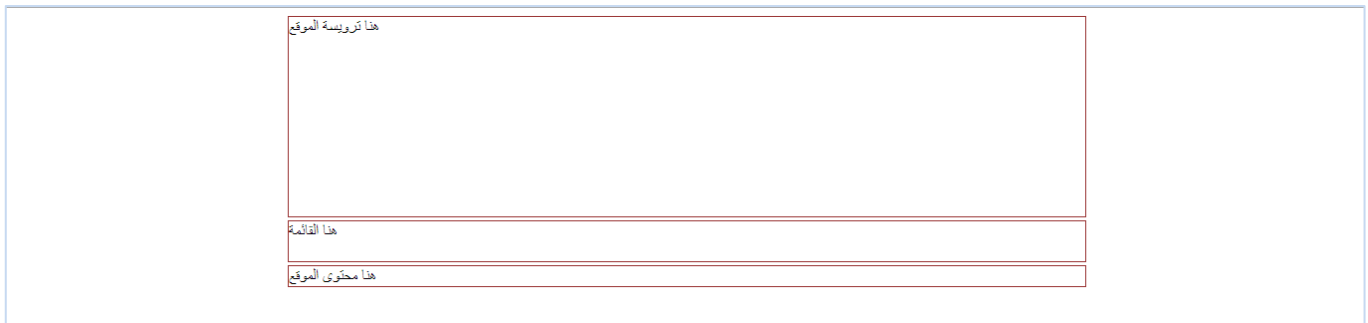 هنا ترويسة الموقع
هنا القائمة
هنا محتوى الموقع